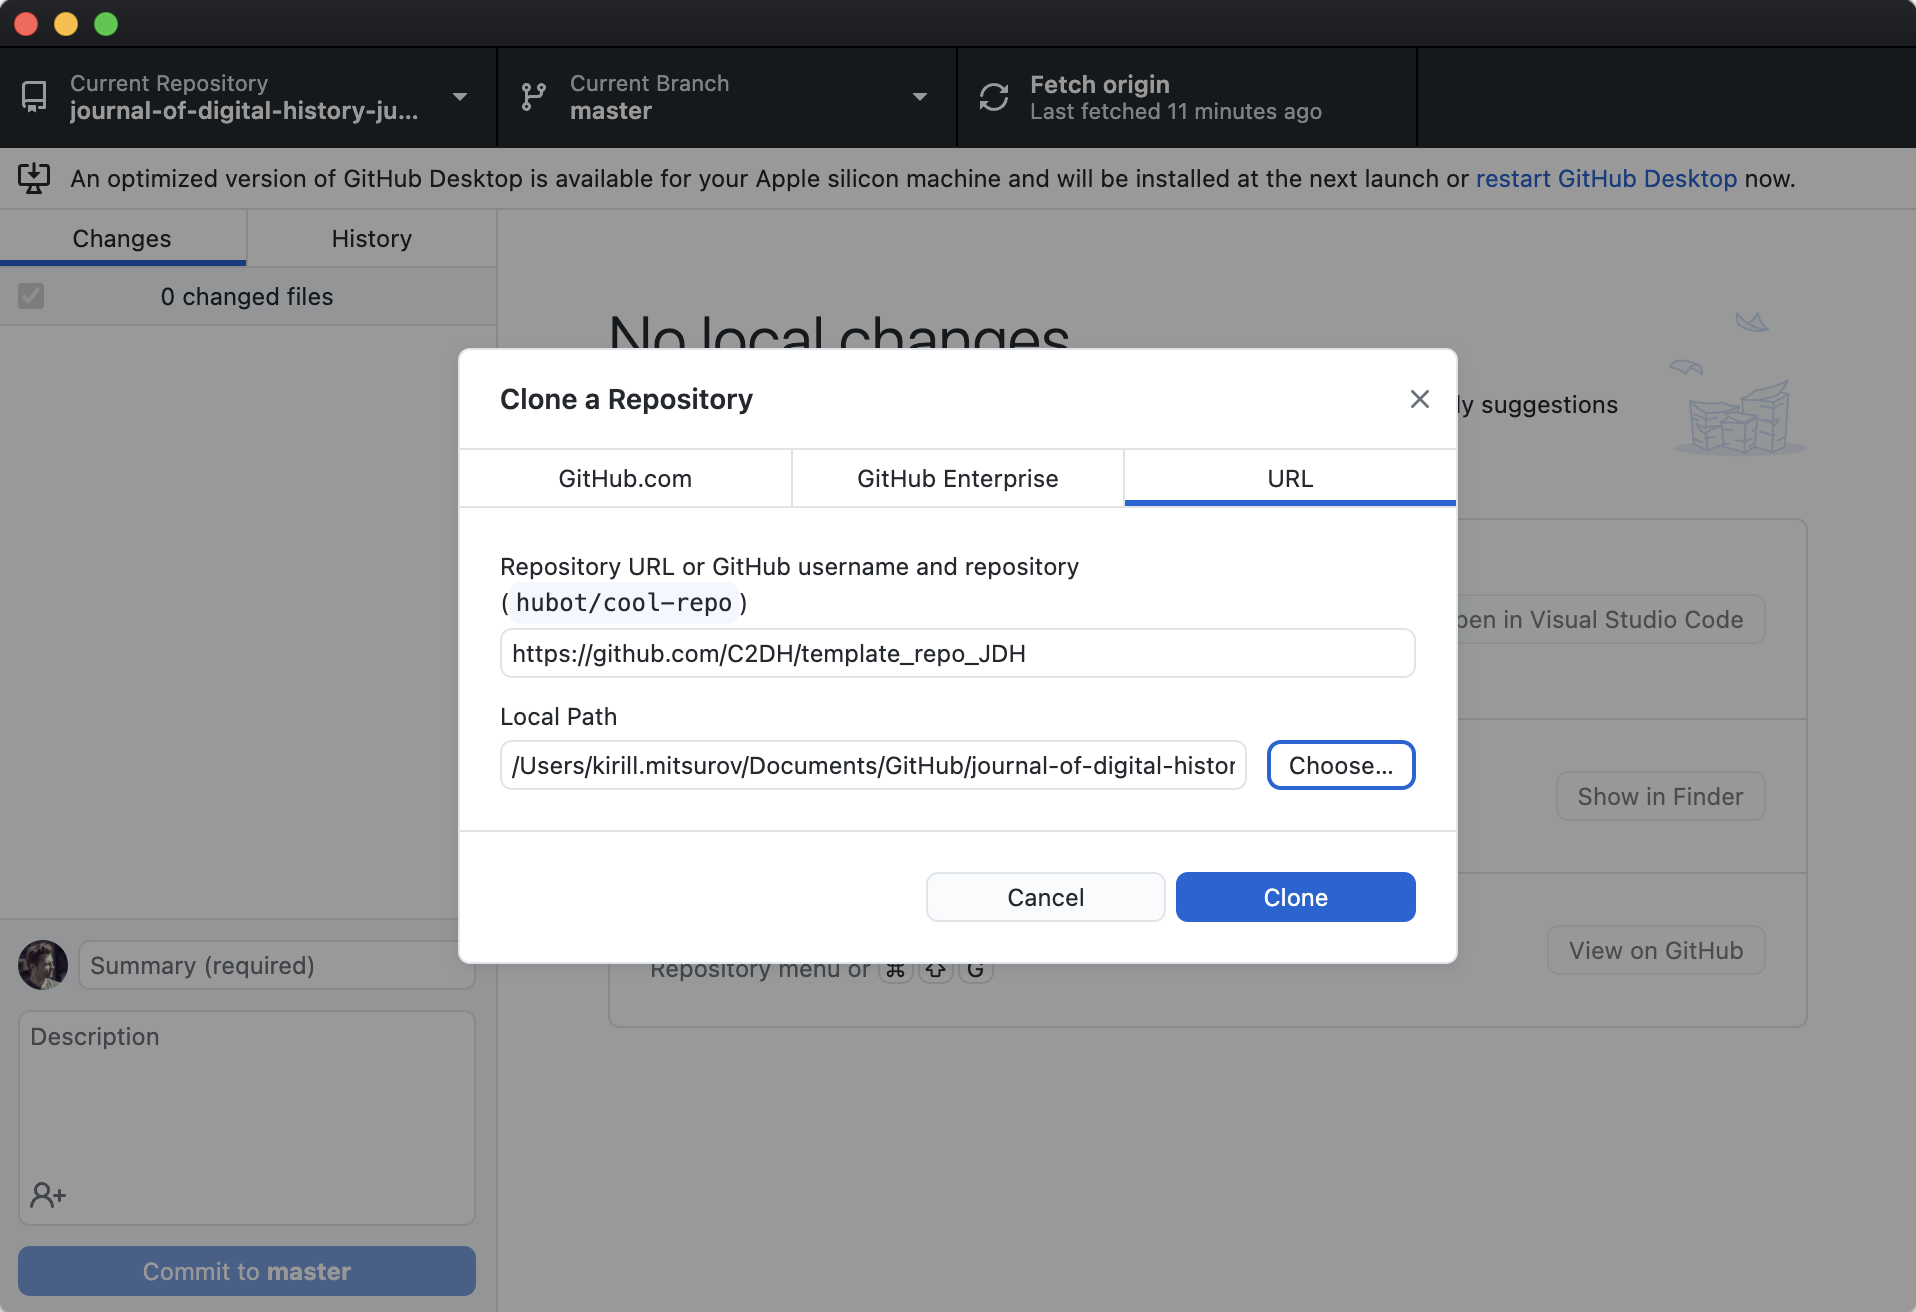 Current Repository
journal-of-digital-history-ju...
Current Branch
master
Fetch origin
Last fetched 11 minutes ago
An optimized version of GitHub Desktop is available for your Apple silicon machine and will be installed at the next launch or restart GitHub Desktop now.
Changes
History
0 changed files
No local changes
suggestions
Clone a Repository
GitHub.com
GitHub Enterprise
URL
Repository URL or GitHub username and repository
(hubot/cool-repo)
https://github.com/C2DH/template_repo_JDH
Local Path
/Users/kirill.mitsurov/Documents/GitHub/journal-of-digital-histor
Choose...
Cancel
Clone
in Visual Studio Code
Show in Finder
View on GitHub
Repository menu or ⌘ ⇧ G
Summary (required)
Description
Commit to master